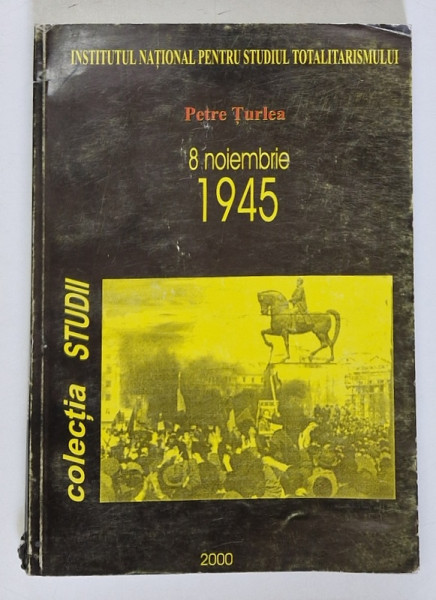 INSTITUTUL NAȚIONAL PENTRU STUDIUL TOTALITARISMULUI
Petre Țurlea
8 noiembrie
1945
colecția STUDII
2000